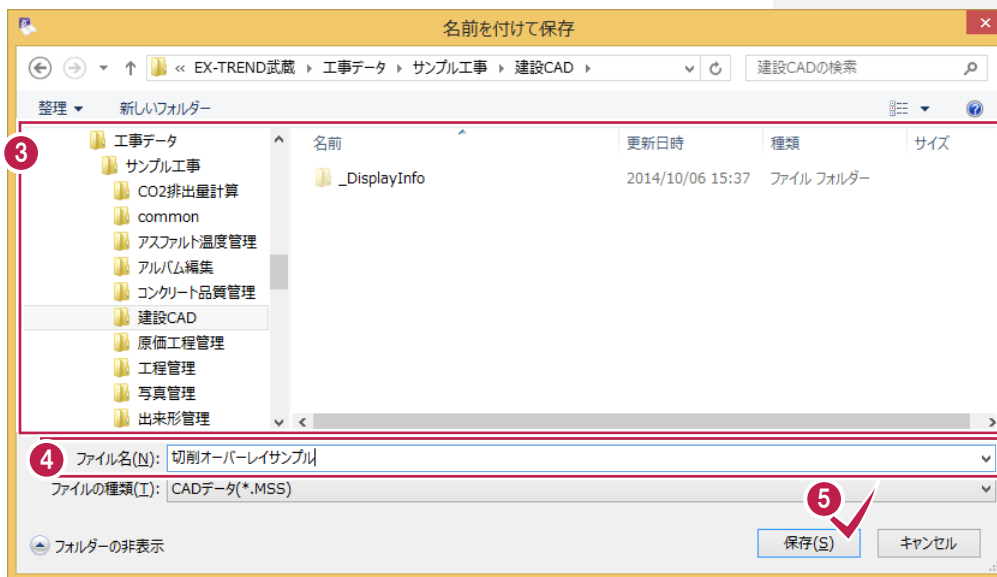 名前を付けて保存
« EX-TREND武蔵 ▸ 工事データ ▸ サンプル工事 ▸ 建設CAD ▸
建設CADの検索
整理 ▼ 新しいフォルダー
3
工事データ
サンプル工事
CO2排出量計算
common
アスファルト温度管理
アルバム編集
コンクリート品質管理
建設CAD
原価工程管理
工程管理
写真管理
出来形管理
名前 更新日時 種類 サイズ
_DisplayInfo 2014/10/06 15:37 ファイル フォルダー
4 ファイル名(N): 切削オーバーレイサンプル
ファイルの種類(T): CADデータ(*.MSS)
5
フォルダーの非表示 保存(S) キャンセル